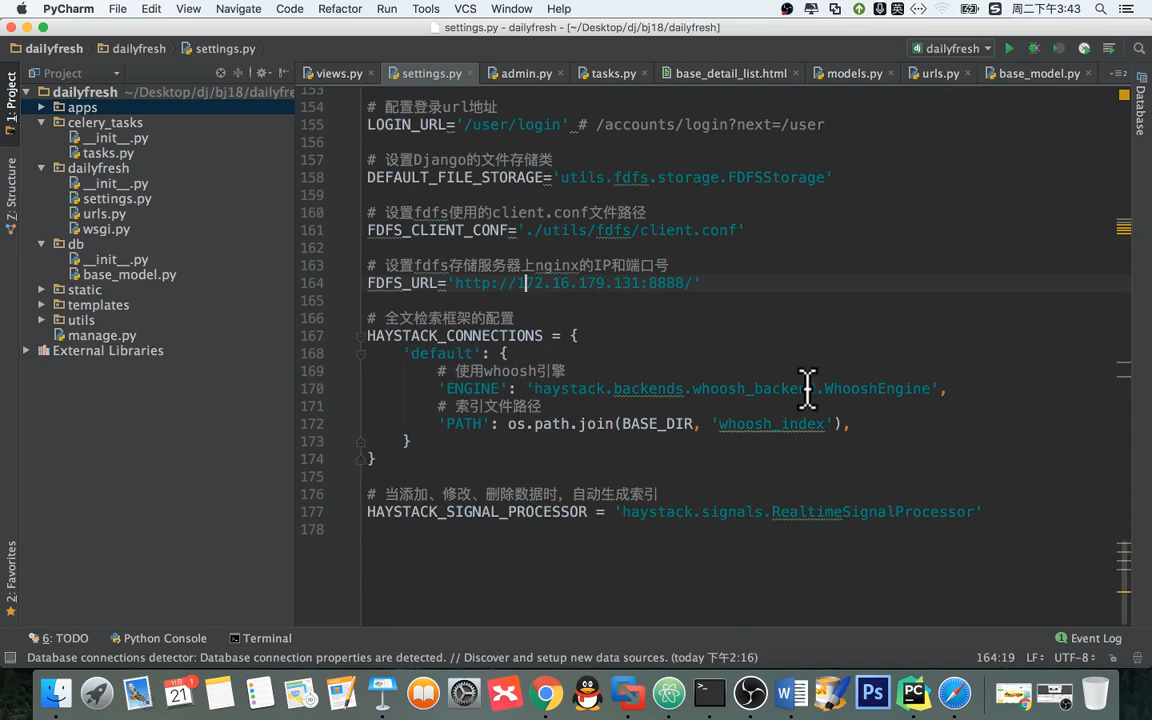 PyCharm File Edit View Navigate Code Refactor Run Tools VCS Window Help 英 周二下午3:43
settings.py - dailyfresh - [~/Desktop/dj/bj18/dailyfresh]
dailyfresh dailyfresh settings.py dailyfresh
Project views.py × settings.py × admin.py × tasks.py × base_detail_list.html × models.py × urls.py × base_model.py ×
1: Project
Z: Structure
2: Favorites
Database
dailyfresh ~/Desktop/dj/bj18/dailyfre
apps
celery_tasks
__init__.py
tasks.py
dailyfresh
__init__.py
settings.py
urls.py
wsgi.py
db
__init__.py
base_model.py
static
templates
utils
manage.py
External Libraries
153
154 # 配置登录url地址
155 LOGIN_URL='/user/login' # /accounts/login?next=/user
156
157 # 设置Django的文件存储类
158 DEFAULT_FILE_STORAGE='utils.fdfs.storage.FDFSStorage'
159
160 # 设置fdfs使用的client.conf文件路径
161 FDFS_CLIENT_CONF='./utils/fdfs/client.conf'
162
163 # 设置fdfs存储服务器上nginx的IP和端口号
164 FDFS_URL='http://172.16.179.131:8888/'
165
166 # 全文检索框架的配置
167 HAYSTACK_CONNECTIONS = {
168 'default': {
169 # 使用whoosh引擎
170 'ENGINE': 'haystack.backends.whoosh_backend.WhooshEngine',
171 # 索引文件路径
172 'PATH': os.path.join(BASE_DIR, 'whoosh_index'),
173 }
174 }
175
176 # 当添加、修改、删除数据时，自动生成索引
177 HAYSTACK_SIGNAL_PROCESSOR = 'haystack.signals.RealtimeSignalProcessor'
178
6: TODO Python Console Terminal 1 Event Log
Database connections detector: Database connection properties are detected. // Discover and setup new data sources. (today 下午2:16) 164:19 LF÷ UTF-8÷
21 W Ps PC